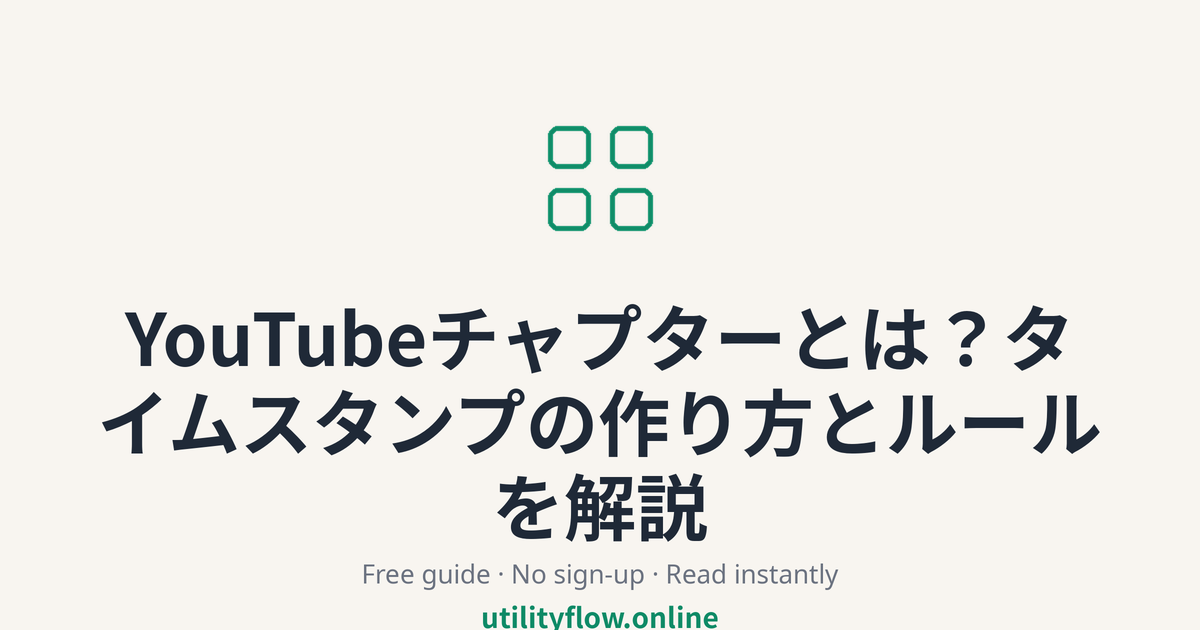 YouTubeチャプターとは？タ
イムスタンプの作り方とルール
を解説
Free guide · No sign-up · Read instantly
utilityflow.online